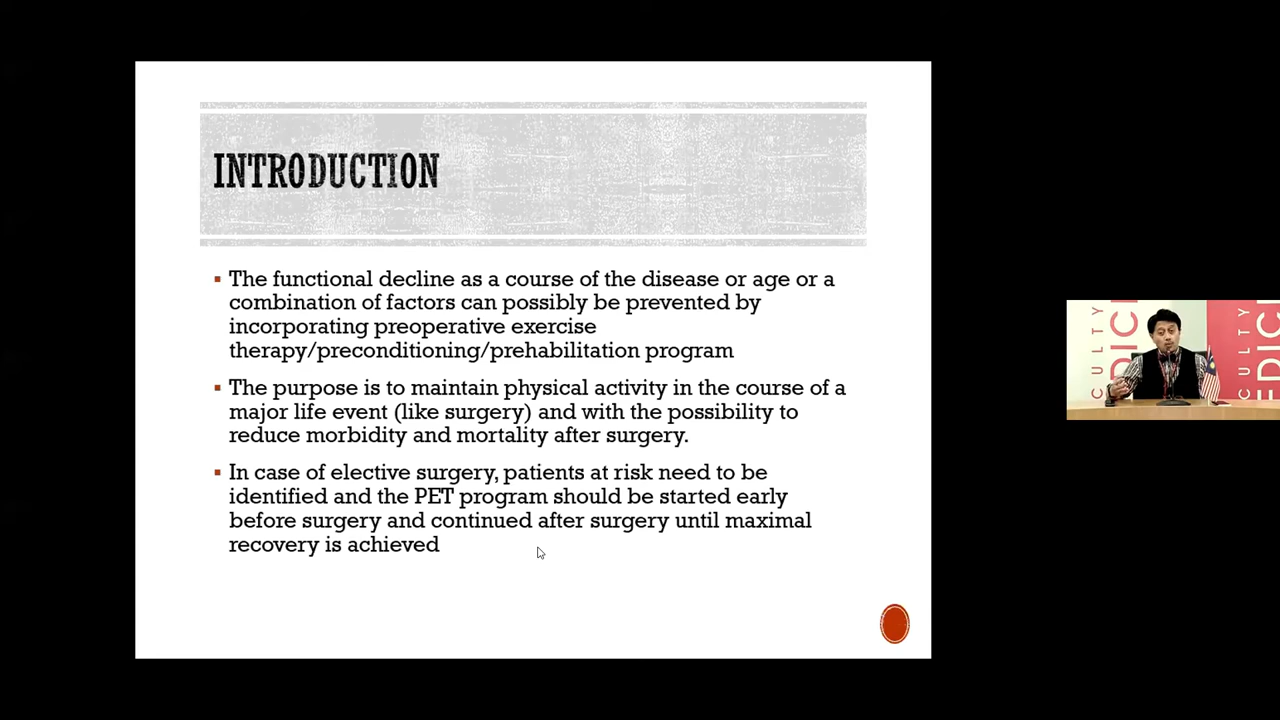 INTRODUCTION
▪ The functional decline as a course of the disease or age or a
combination of factors can possibly be prevented by
incorporating preoperative exercise
therapy/preconditioning/prehabilitation program
▪ The purpose is to maintain physical activity in the course of a
major life event (like surgery) and with the possibility to
reduce morbidity and mortality after surgery.
▪ In case of elective surgery, patients at risk need to be
identified and the PET program should be started early
before surgery and continued after surgery until maximal
recovery is achieved
CULTY
EDICI
CULTY
EDICI